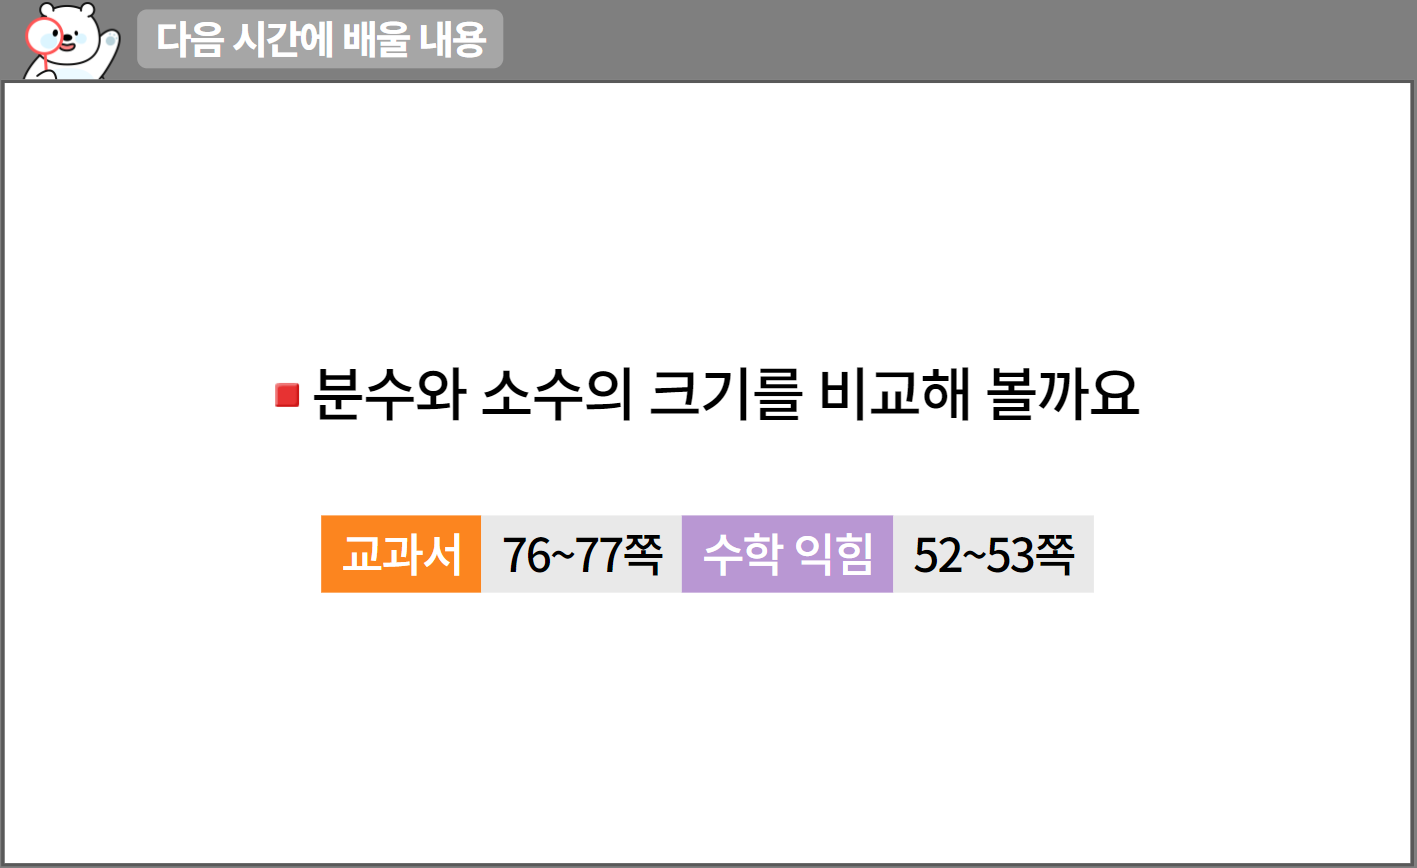 다음 시간에 배울 내용
분수와 소수의 크기를 비교해 볼까요
교과서 76~77쪽 수학 익힘 52~53쪽